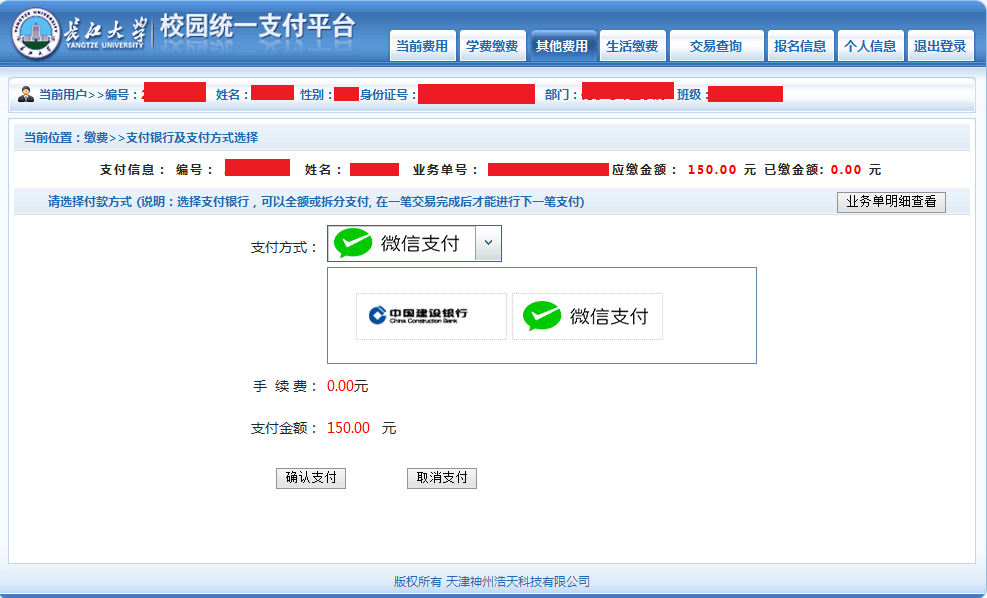 长江大学 校园统一支付平台
YANGTZE UNIVERSITY
当前费用 学费缴费 其他费用 生活缴费 交易查询 报名信息 个人信息 退出登录
当前用户>>编号: 姓名: 性别: 身份证号: 部门: 班级:
当前位置：缴费>>支付银行及支付方式选择
支付信息： 编号： 姓名： 业务单号： 应缴金额： 150.00 元 已缴金额: 0.00 元
请选择付款方式 (说明：选择支付银行，可以全额或拆分支付, 在一笔交易完成后才能进行下一笔支付) 业务单明细查看
支付方式： 微信支付
中国建设银行 微信支付
China Construction Bank
手 续 费： 0.00元
支付金额： 150.00 元
确认支付 取消支付
版权所有 天津神州浩天科技有限公司